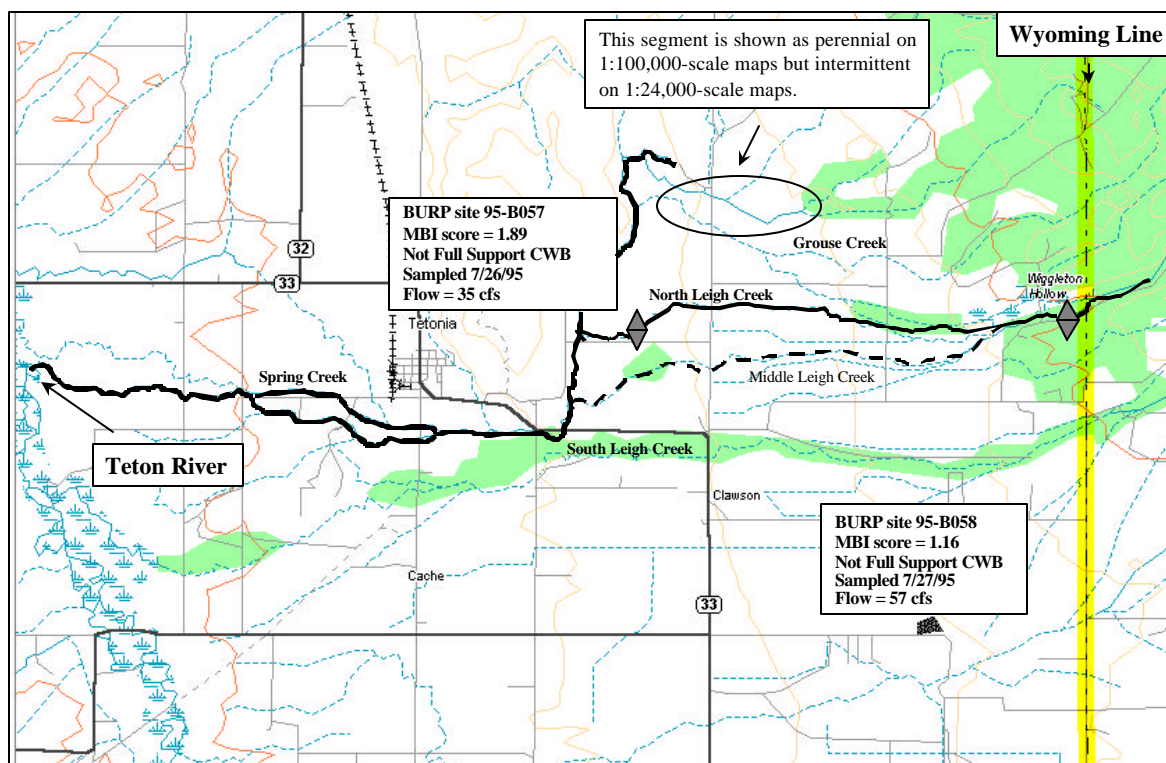 Wyoming Line
This segment is shown as perennial on
1:100,000-scale maps but intermittent
on 1:24,000-scale maps.
BURP site 95-B057
MBI score = 1.89
Not Full Support CWB
Sampled 7/26/95
Flow = 35 cfs
32
33
Grouse Creek
Wiggleton
Hollow
North Leigh Creek
Tetonia
Spring Creek
Middle Leigh Creek
Teton River
South Leigh Creek
Clawson
BURP site 95-B058
MBI score = 1.16
Not Full Support CWB
Sampled 7/27/95
Flow = 57 cfs
Cache
33